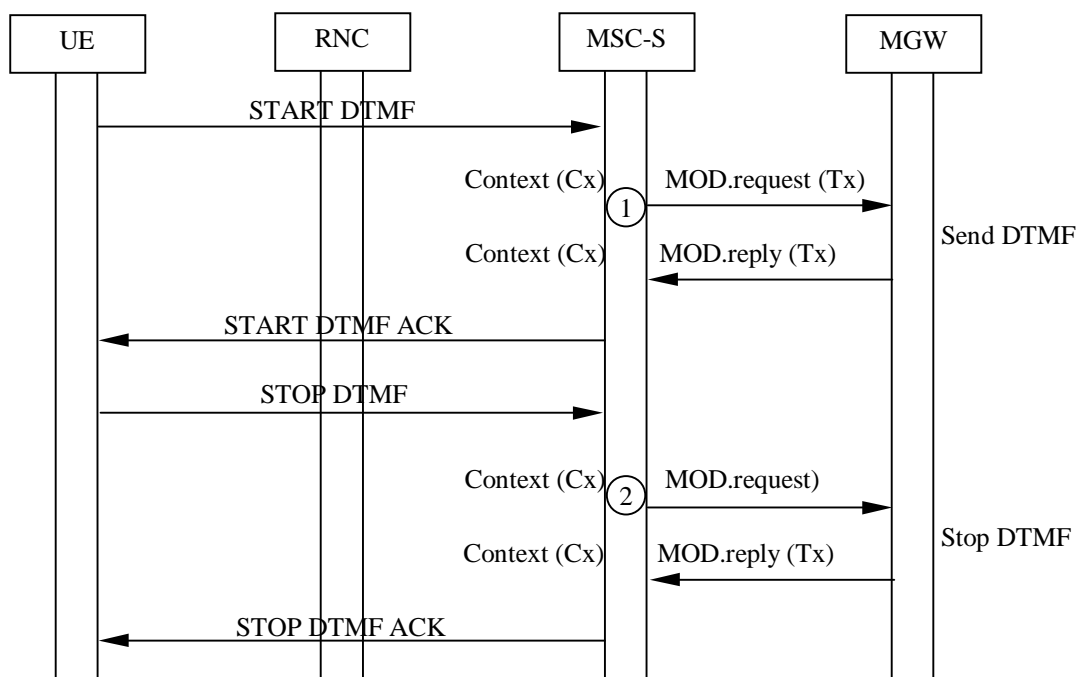 UE
RNC
MSC-S
MGW
START DTMF
Context (Cx)
MOD.request (Tx)
1
Send DTMF
Context (Cx)
MOD.reply (Tx)
START DTMF ACK
STOP DTMF
Context (Cx)
MOD.request)
2
Stop DTMF
Context (Cx)
MOD.reply (Tx)
STOP DTMF ACK